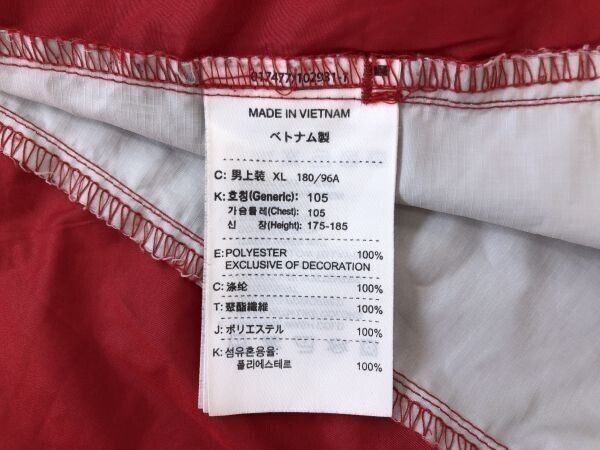 017477/102931-1
MADE IN VIETNAM
ベトナム製
C: 男上装 XL 180/96A
K: 호칭(Generic): 105
가슴둘레(Chest): 105
신 장(Height): 175-185
E: POLYESTER 100%
EXCLUSIVE OF DECORATION
C: 涤纶 100%
T: 聚酯纖維 100%
J: ポリエステル 100%
K: 섬유혼용율:
폴리에스테르 100%